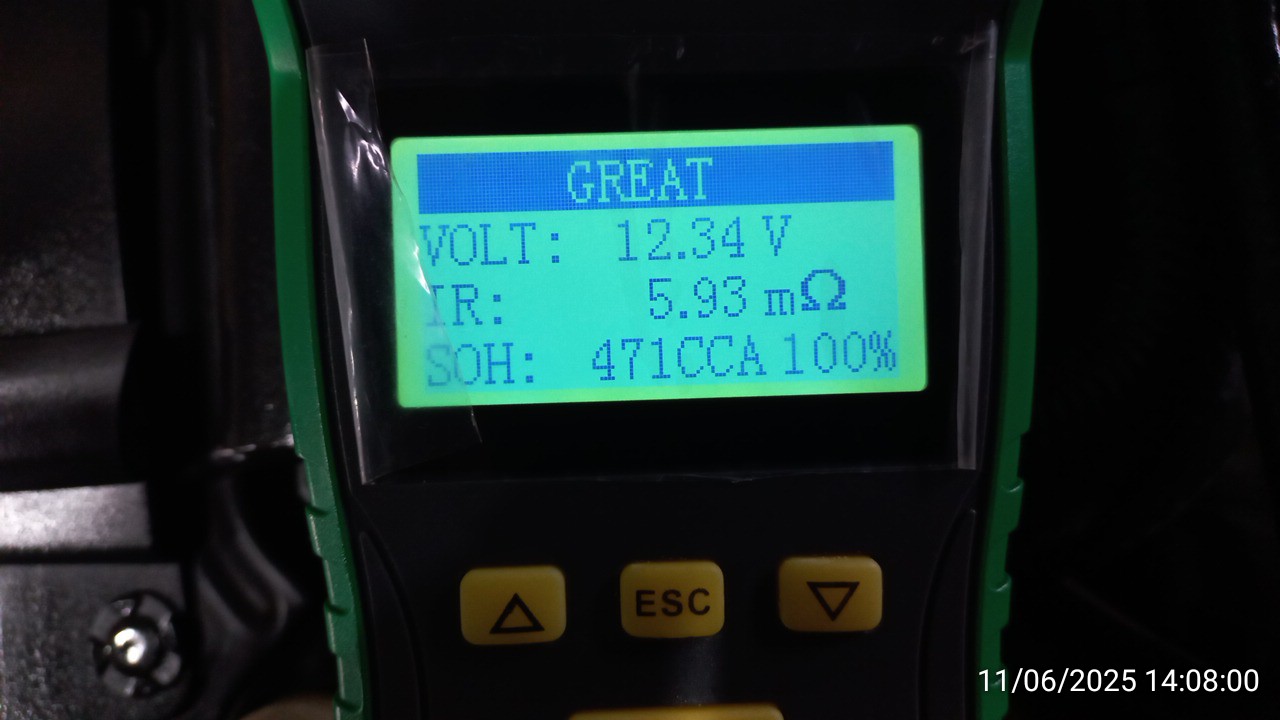 GREAT
VOLT: 12.34 V
IR: 5.93 mΩ
SOH: 471CCA 100%
ESC
11/06/2025 14:08:00